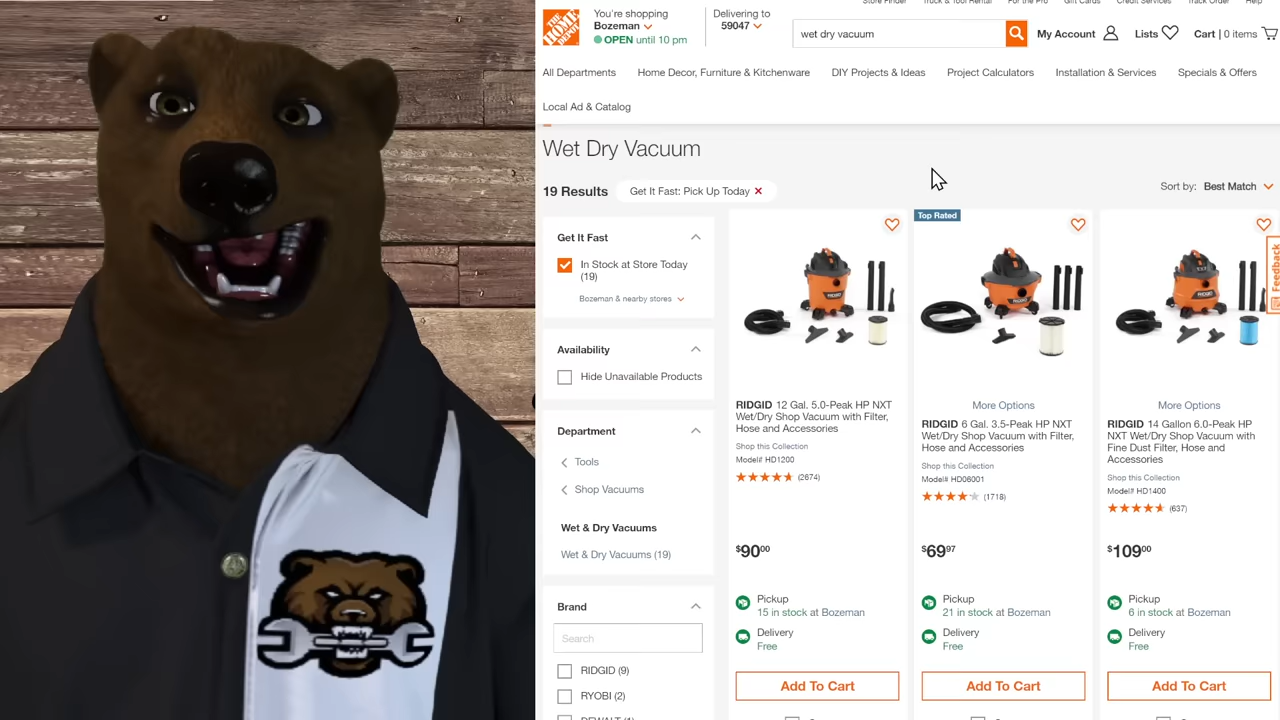 Store Finder
Truck & Tool Rental
For the Pro
Gift Cards
Credit Services
Track Order
Help
THE HOME DEPOT
You're shopping
Bozeman
OPEN until 10 pm
Delivering to
59047
wet dry vacuum
My Account
Lists
Cart | 0 items
All Departments
Home Decor, Furniture & Kitchenware
DIY Projects & Ideas
Project Calculators
Installation & Services
Specials & Offers
Local Ad & Catalog
Wet Dry Vacuum
19 Results
Get It Fast: Pick Up Today
Sort by: Best Match
Get It Fast
In Stock at Store Today
(19)
Bozeman & nearby stores
Availability
Hide Unavailable Products
Department
Tools
Shop Vacuums
Wet & Dry Vacuums
Wet & Dry Vacuums (19)
Brand
Search
RIDGID (9)
RYOBI (2)
DEWALT (1)
RIDGID 12 Gal. 5.0-Peak HP NXT
Wet/Dry Shop Vacuum with Filter,
Hose and Accessories
Shop this Collection
Model# HD1200
(2674)
$9000
Pickup
15 in stock at Bozeman
Delivery
Free
Add To Cart
Top Rated
More Options
RIDGID 6 Gal. 3.5-Peak HP NXT
Wet/Dry Shop Vacuum with Filter,
Hose and Accessories
Shop this Collection
Model# HD06001
(1718)
$6997
Pickup
21 in stock at Bozeman
Delivery
Free
Add To Cart
More Options
RIDGID 14 Gallon 6.0-Peak HP
NXT Wet/Dry Shop Vacuum with
Fine Dust Filter, Hose and
Accessories
Shop this Collection
Model# HD1400
(637)
$10900
Pickup
6 in stock at Bozeman
Delivery
Free
Add To Cart
Feedback